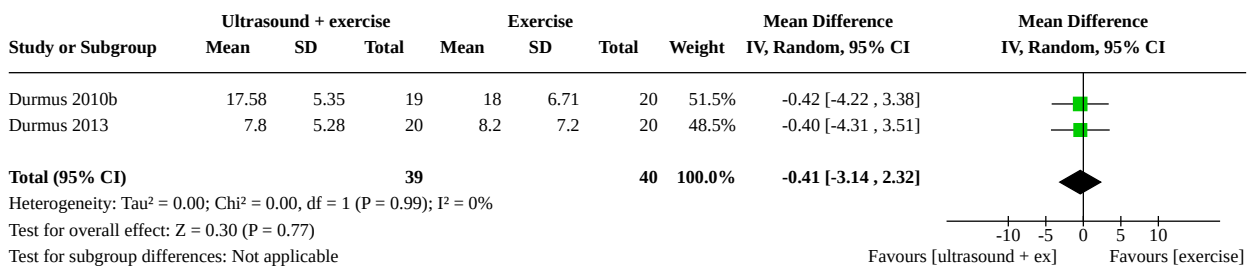 Ultrasound + exercise Exercise Mean Difference Mean Difference
Study or Subgroup Mean SD Total Mean SD Total Weight IV, Random, 95% CI IV, Random, 95% CI
Durmus 2010b 17.58 5.35 19 18 6.71 20 51.5% -0.42 [-4.22 , 3.38]
Durmus 2013 7.8 5.28 20 8.2 7.2 20 48.5% -0.40 [-4.31 , 3.51]
Total (95% CI) 39 40 100.0% -0.41 [-3.14 , 2.32]
Heterogeneity: Tau² = 0.00; Chi² = 0.00, df = 1 (P = 0.99); I² = 0%
Test for overall effect: Z = 0.30 (P = 0.77) -10 -5 0 5 10
Test for subgroup differences: Not applicable Favours [ultrasound + ex] Favours [exercise]